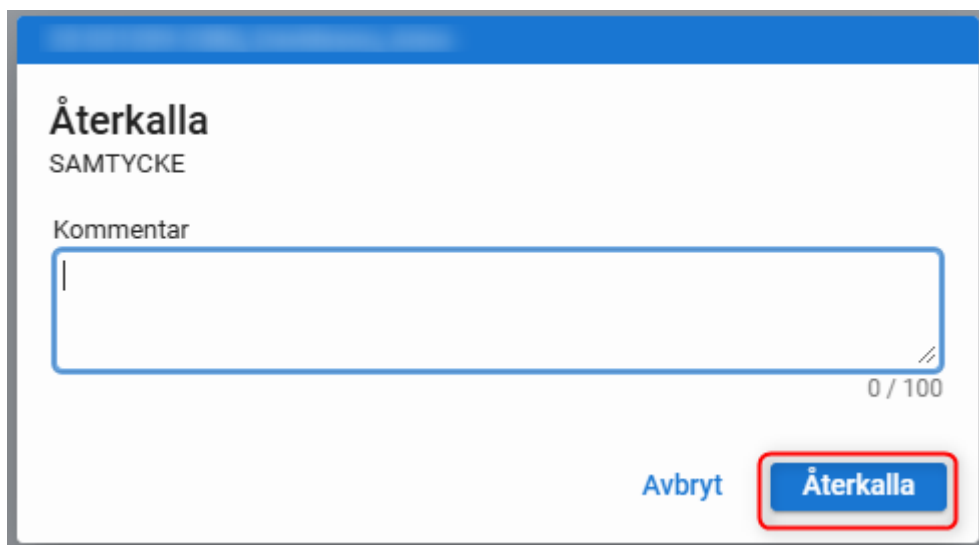 Återkalla
SAMTYCKE
Kommentar
0 / 100
Avbryt Återkalla